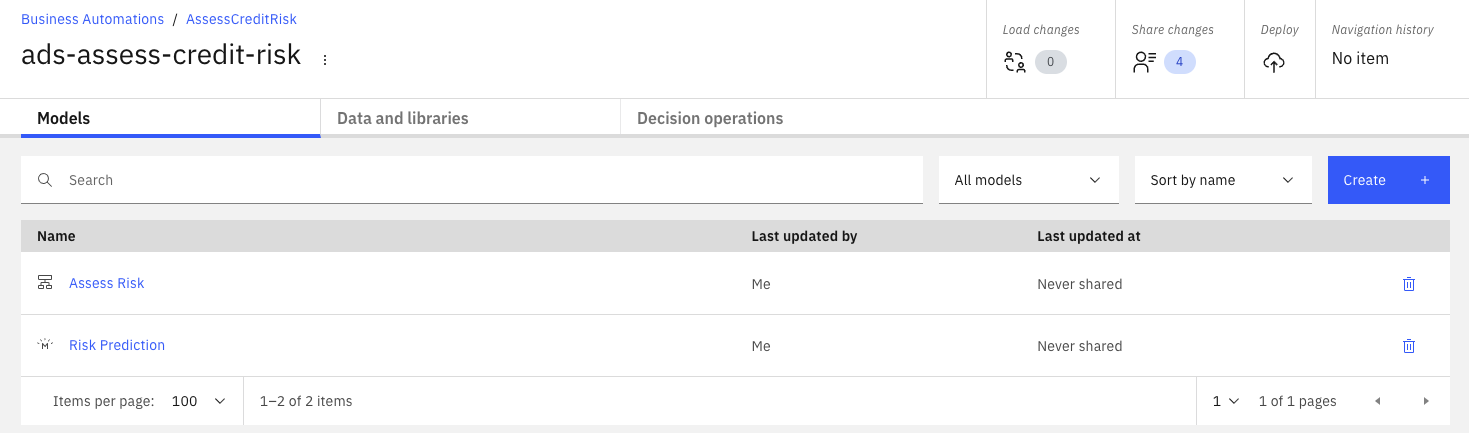 Business Automations / AssessCreditRisk
ads-assess-credit-risk
Load changes
0
Share changes
4
Deploy
Navigation history
No item
Models
Data and libraries
Decision operations
Search
All models
Sort by name
Create +
Name Last updated by Last updated at
Assess Risk Me Never shared
Risk Prediction Me Never shared
Items per page: 100 1–2 of 2 items 1 1 of 1 pages